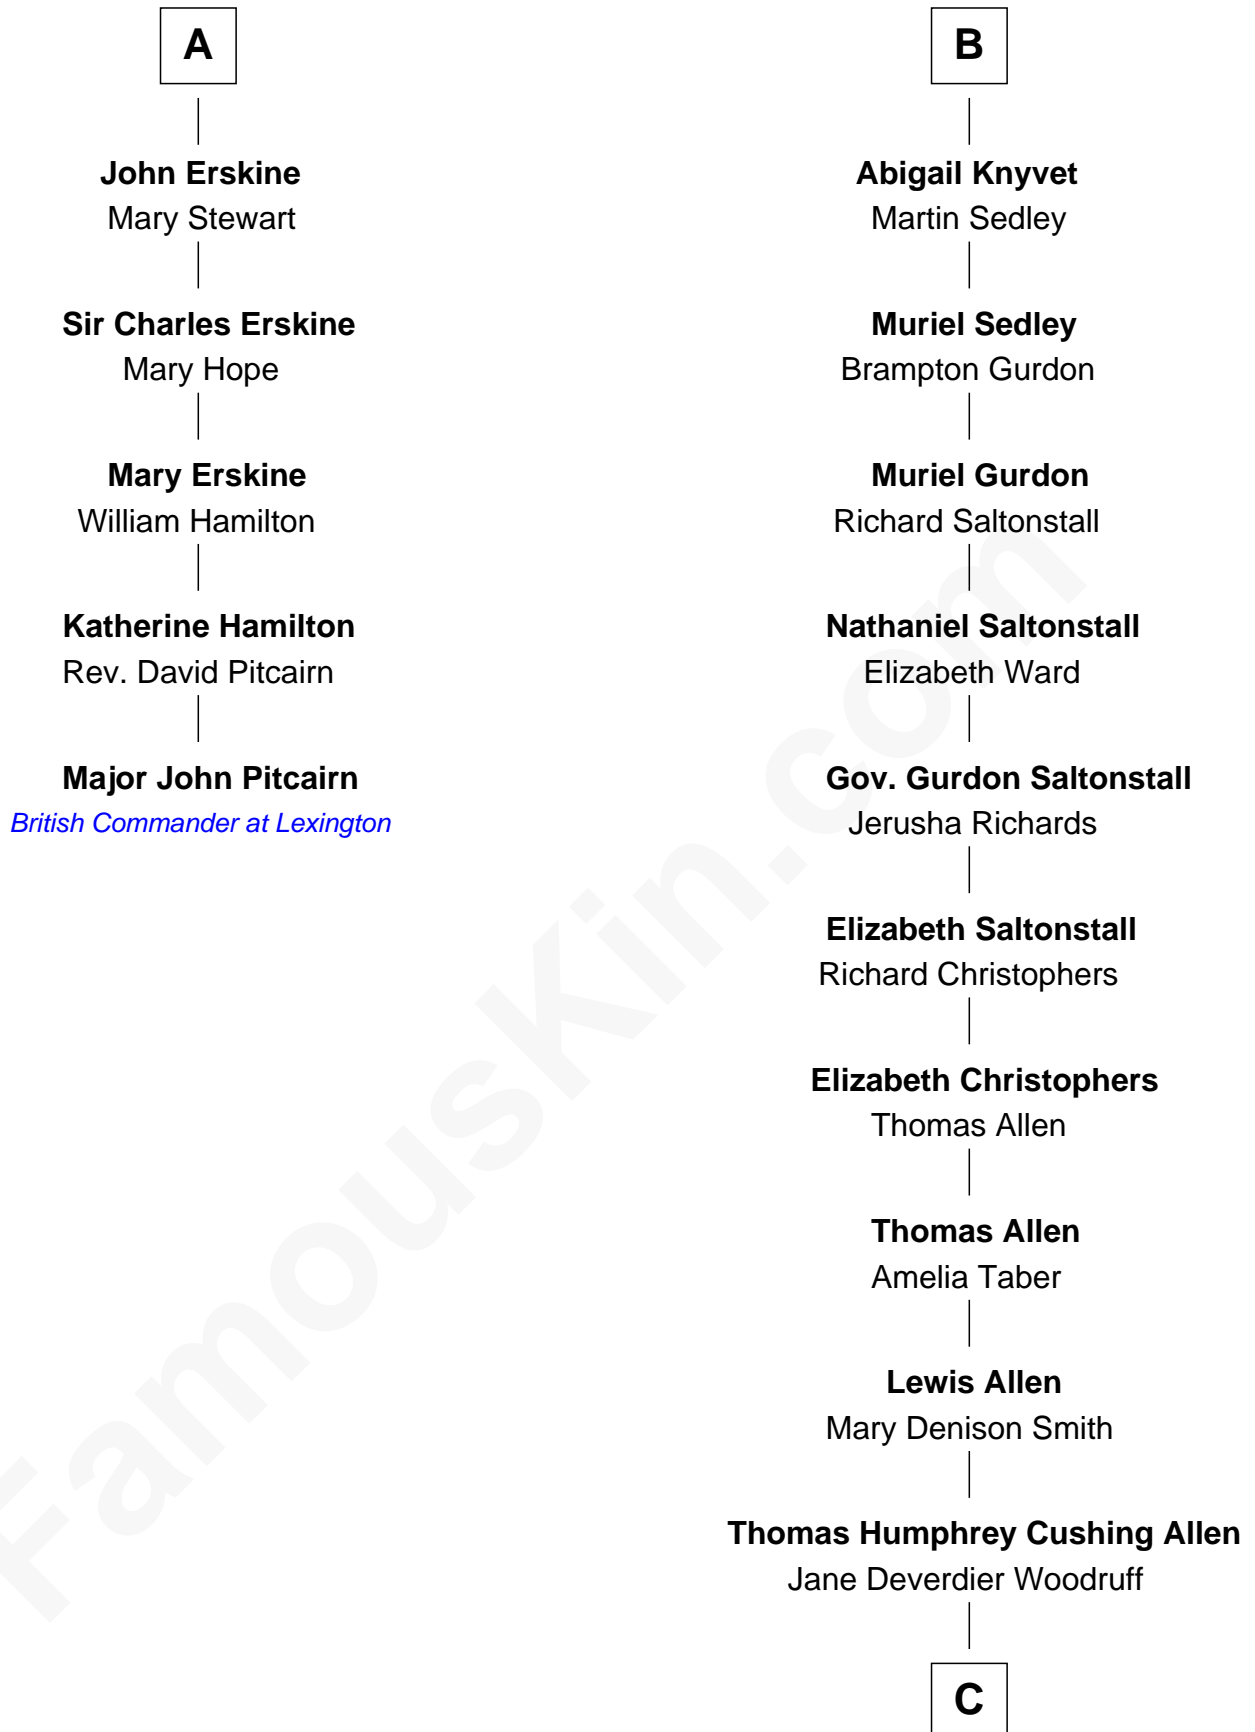 A
John Erskine
Mary Stewart
Sir Charles Erskine
Mary Hope
Mary Erskine
William Hamilton
Katherine Hamilton
Rev. David Pitcairn
Major John Pitcairn
British Commander at Lexington
B
Abigail Knyvet
Martin Sedley
Muriel Sedley
Brampton Gurdon
Muriel Gurdon
Richard Saltonstall
Nathaniel Saltonstall
Elizabeth Ward
Gov. Gurdon Saltonstall
Jerusha Richards
Elizabeth Saltonstall
Richard Christophers
Elizabeth Christophers
Thomas Allen
Thomas Allen
Amelia Taber
Lewis Allen
Mary Denison Smith
Thomas Humphrey Cushing Allen
Jane Deverdier Woodruff
C
FamousKin.com